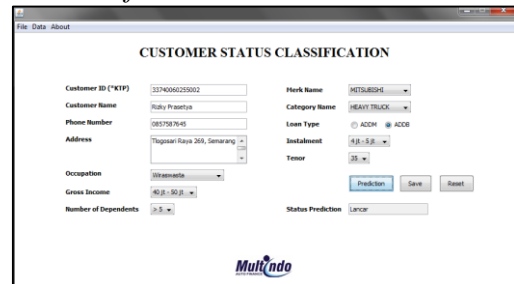 File Data About
CUSTOMER STATUS CLASSIFICATION
Customer ID (*KTP) 33740060255002
Customer Name Rizky Prasetya
Phone Number 0857587645
Address Tlogosari Raya 269, Semarang
Occupation Wiraswasta
Gross Income 40 jt - 50 jt
Number of Dependents > 5
Merk Name MITSUBISHI
Category Name HEAVY TRUCK
Loan Type ADDM ADDB
Instalment 4 jt - 5 jt
Tenor 35
Prediction Save Reset
Status Prediction Lancar
Multindo
AUTO FINANCE